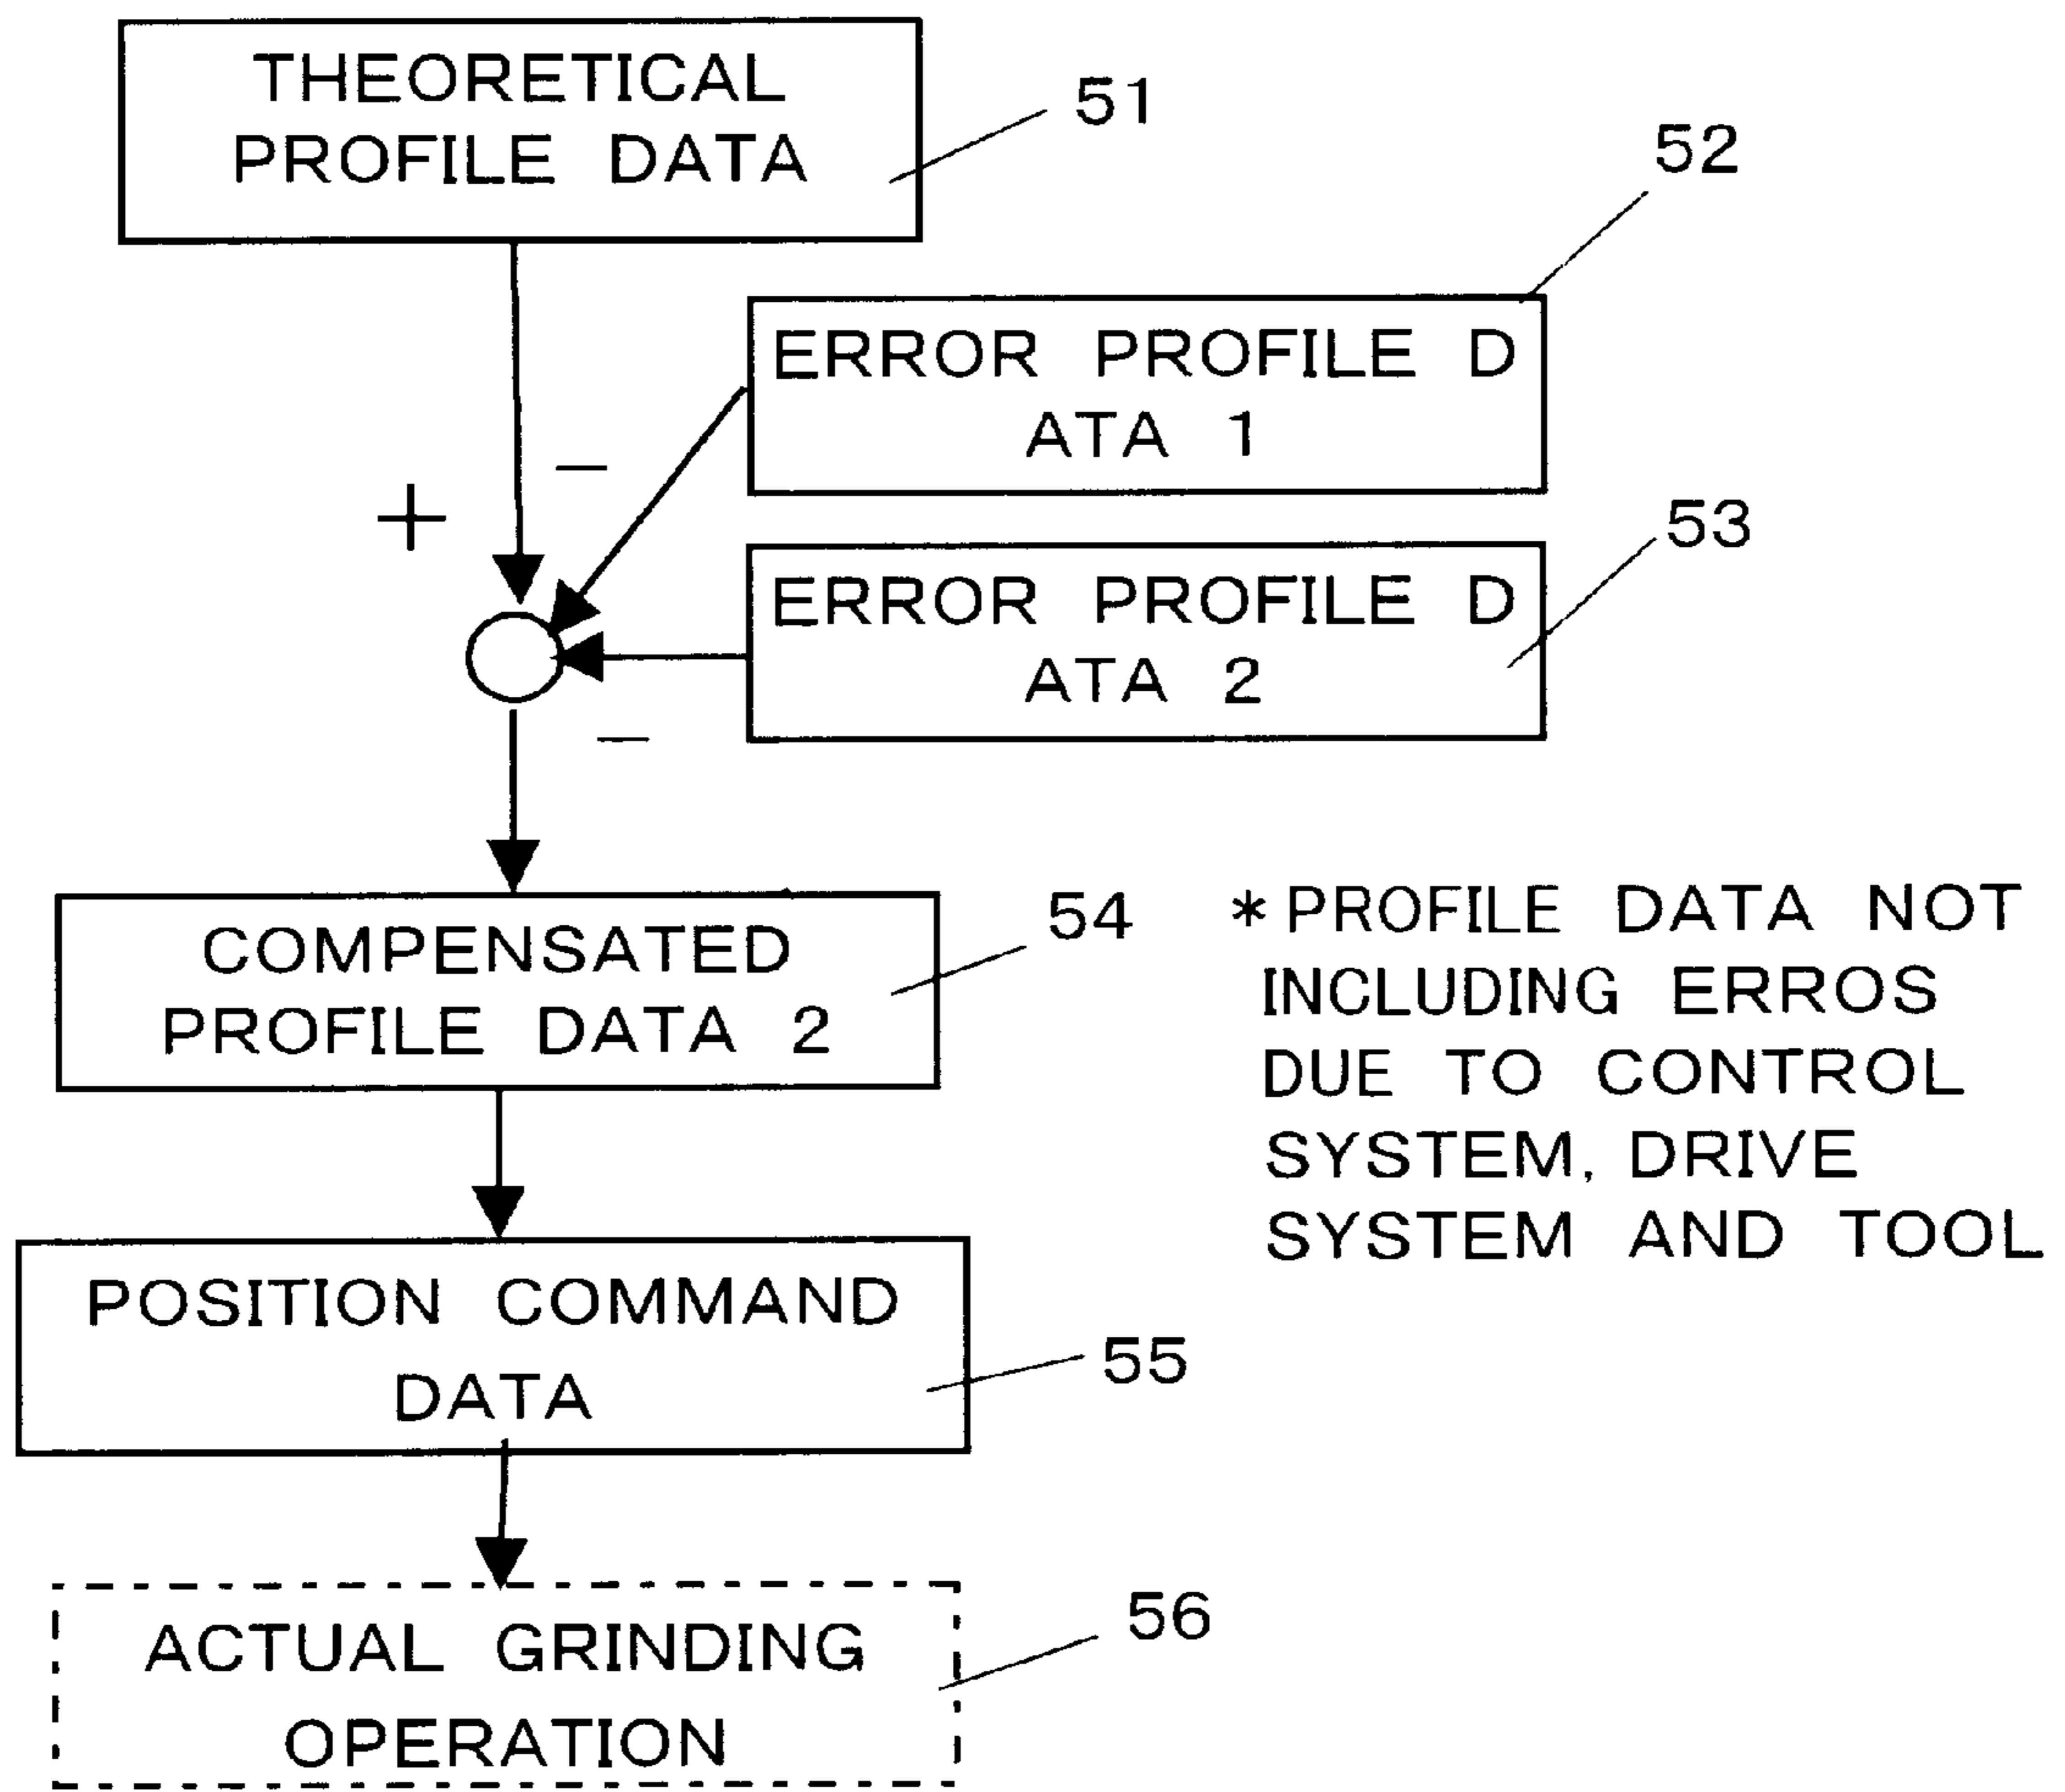 THEORETICAL
PROFILE DATA
51
52
ERROR PROFILE D
ATA 1
−
+
53
ERROR PROFILE D
ATA 2
−
COMPENSATED
PROFILE DATA 2
54
*PROFILE DATA NOT
INCLUDING ERROS
DUE TO CONTROL
SYSTEM, DRIVE
SYSTEM AND TOOL
POSITION COMMAND
DATA
55
ACTUAL GRINDING
OPERATION
56